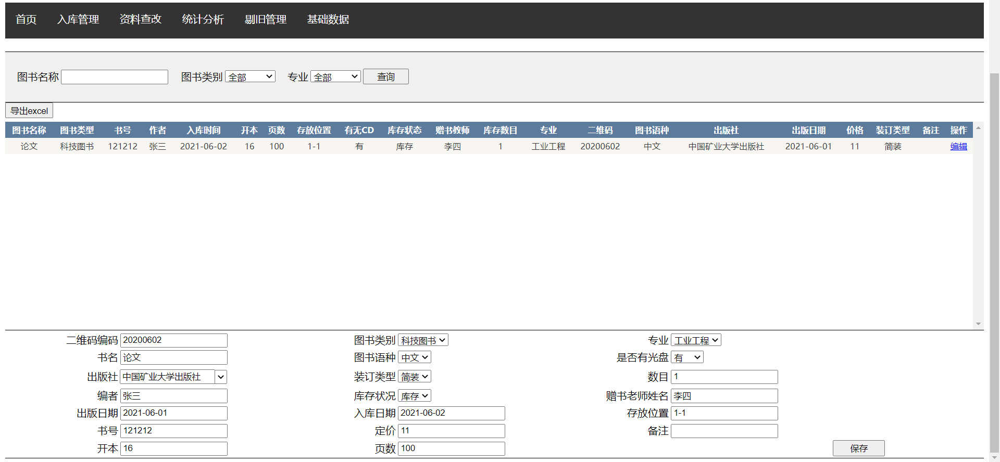 首页 入库管理 资料查改 统计分析 剔旧管理 基础数据
图书名称 图书类别 全部 专业 全部 查询
导出excel
图书名称 图书类型 书号 作者 入库时间 开本 页数 存放位置 有无CD 库存状态 赠书教师 库存数目 专业 二维码 图书语种 出版社 出版日期 价格 装订类型 备注 操作
论文 科技图书 121212 张三 2021-06-02 16 100 1-1 有 库存 李四 1 工业工程 20200602 中文 中国矿业大学出版社 2021-06-01 11 简装 编辑
二维码编码 20200602 图书类别 科技图书 专业 工业工程
书名 论文 图书语种 中文 是否有光盘 有
出版社 中国矿业大学出版社 装订类型 简装 数目 1
编者 张三 库存状况 库存 赠书老师姓名 李四
出版日期 2021-06-01 入库日期 2021-06-02 存放位置 1-1
书号 121212 定价 11 备注
开本 16 页数 100 保存